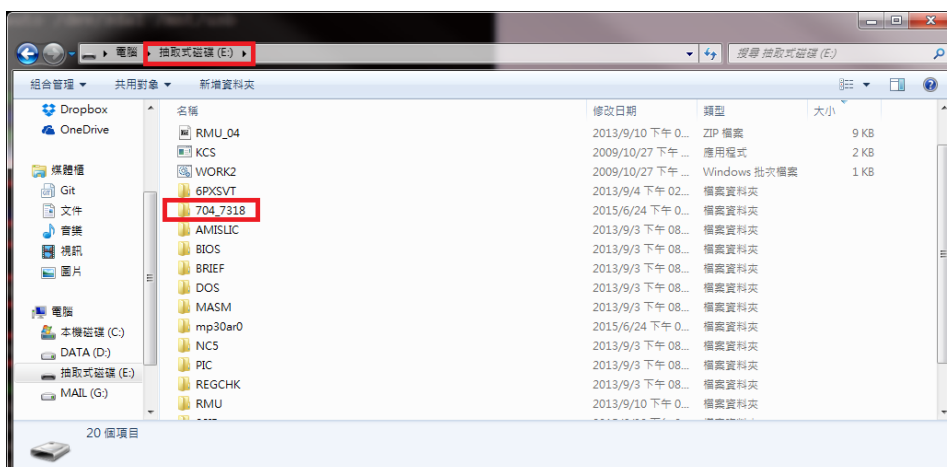 電腦 ▸ 抽取式磁碟 (E:) ▸
搜尋 抽取式磁碟 (E:)
組合管理 共用對象 新增資料夾
Dropbox
OneDrive
媒體櫃
Git
文件
音樂
視訊
圖片
電腦
本機磁碟 (C:)
DATA (D:)
抽取式磁碟 (E:)
MAIL (G:)
名稱 修改日期 類型 大小
RMU_04 2013/9/10 下午 0... ZIP 檔案 9 KB
KCS 2009/10/27 下午 ... 應用程式 2 KB
WORK2 2009/10/27 下午 ... Windows 批次檔案 1 KB
6PXSVT 2013/9/4 下午 02... 檔案資料夾
704_7318 2015/6/24 下午 0... 檔案資料夾
AMISLIC 2013/9/3 下午 08... 檔案資料夾
BIOS 2013/9/3 下午 08... 檔案資料夾
BRIEF 2013/9/3 下午 08... 檔案資料夾
DOS 2013/9/3 下午 08... 檔案資料夾
MASM 2013/9/3 下午 08... 檔案資料夾
mp30ar0 2015/6/24 下午 0... 檔案資料夾
NC5 2013/9/3 下午 08... 檔案資料夾
PIC 2013/9/3 下午 08... 檔案資料夾
REGCHK 2013/9/3 下午 08... 檔案資料夾
RMU 2013/9/10 下午 0... 檔案資料夾
20 個項目